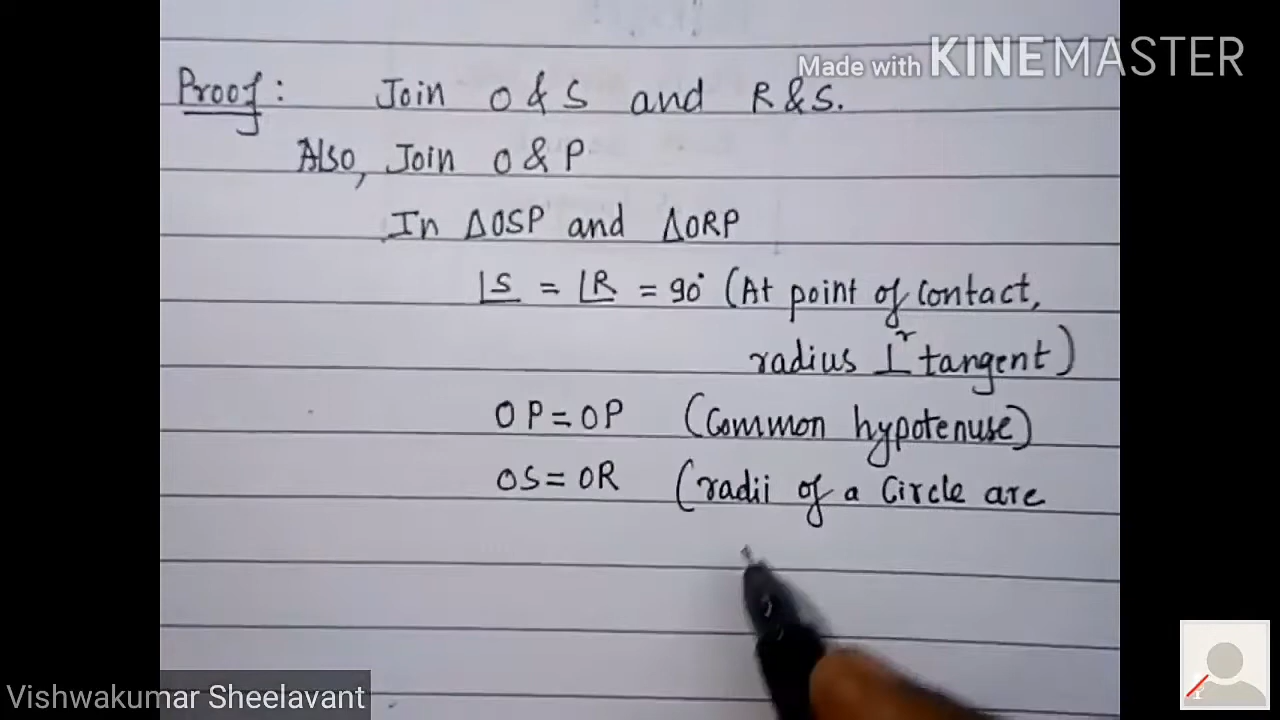 Made with KINEMASTER
Proof: Join O & S and R & S.
Also, Join O & P
In ΔOSP and ΔORP
∠S = ∠R = 90° (At point of contact,
radius ⊥r tangent)
OP = OP (Common hypotenuse)
OS = OR (radii of a circle are
Vishwakumar Sheelavant